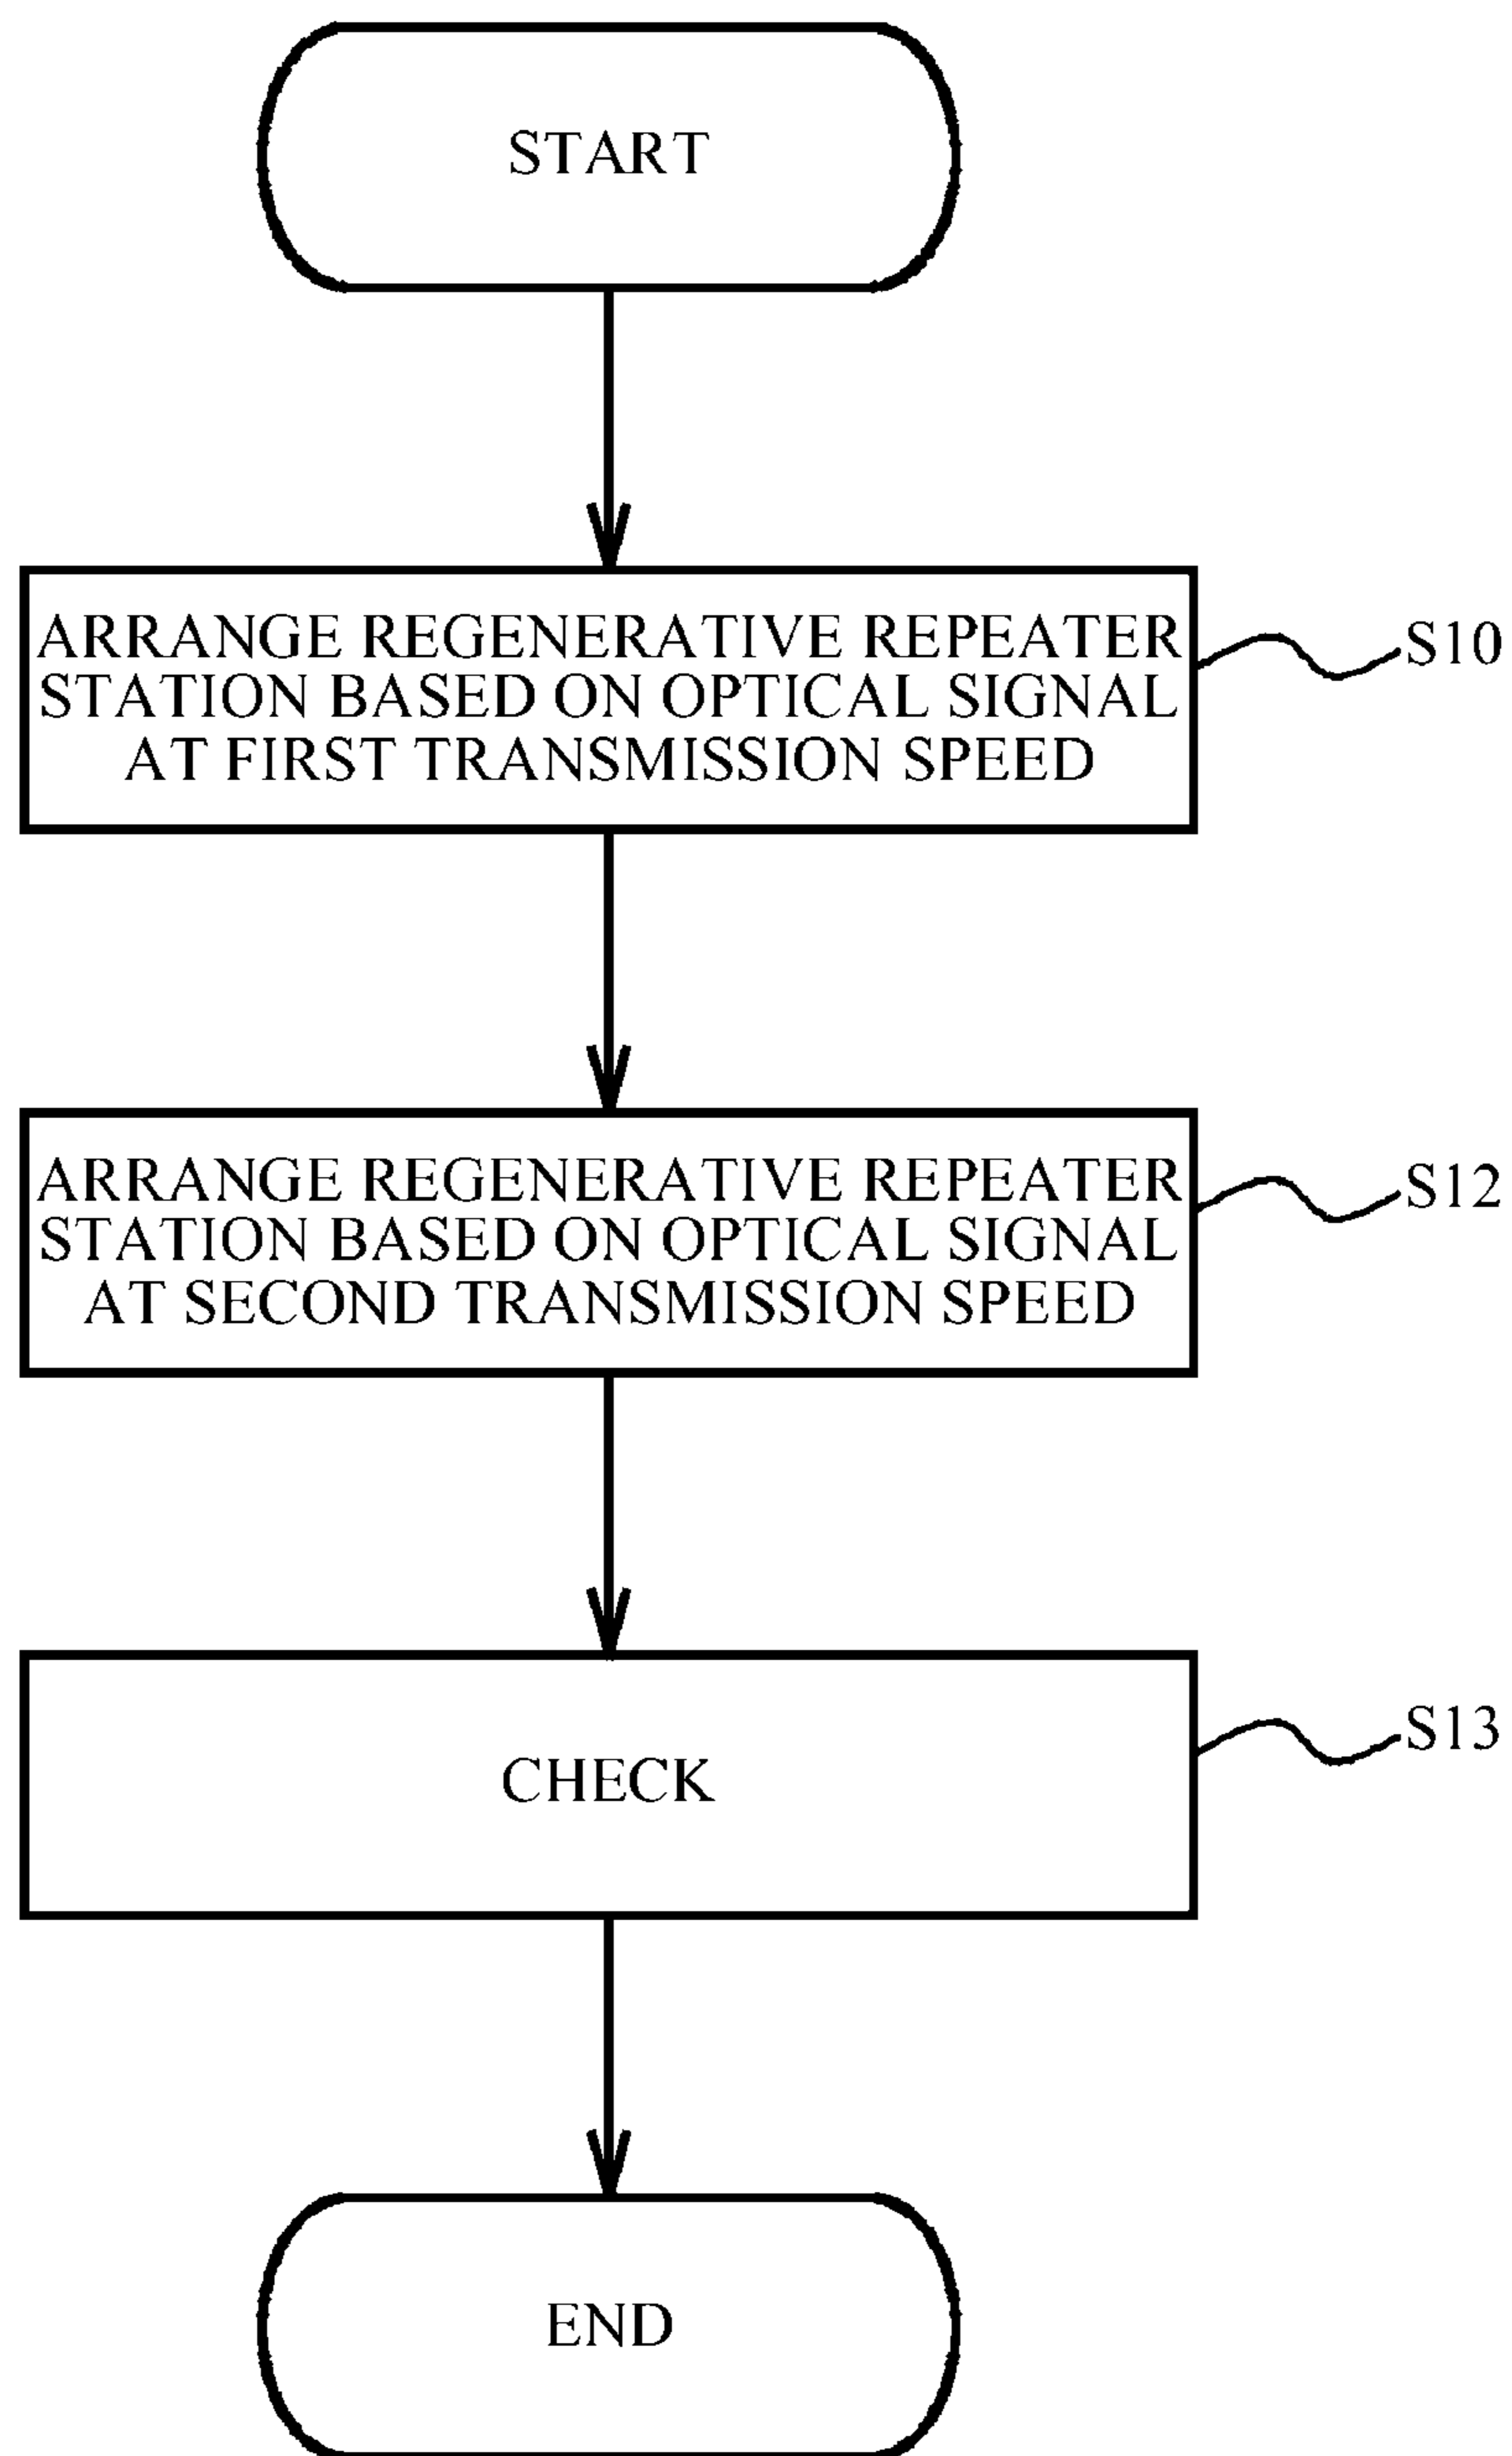 START
ARRANGE REGENERATIVE REPEATER
STATION BASED ON OPTICAL SIGNAL
AT FIRST TRANSMISSION SPEED
S10
ARRANGE REGENERATIVE REPEATER
STATION BASED ON OPTICAL SIGNAL
AT SECOND TRANSMISSION SPEED
S12
CHECK
S13
END